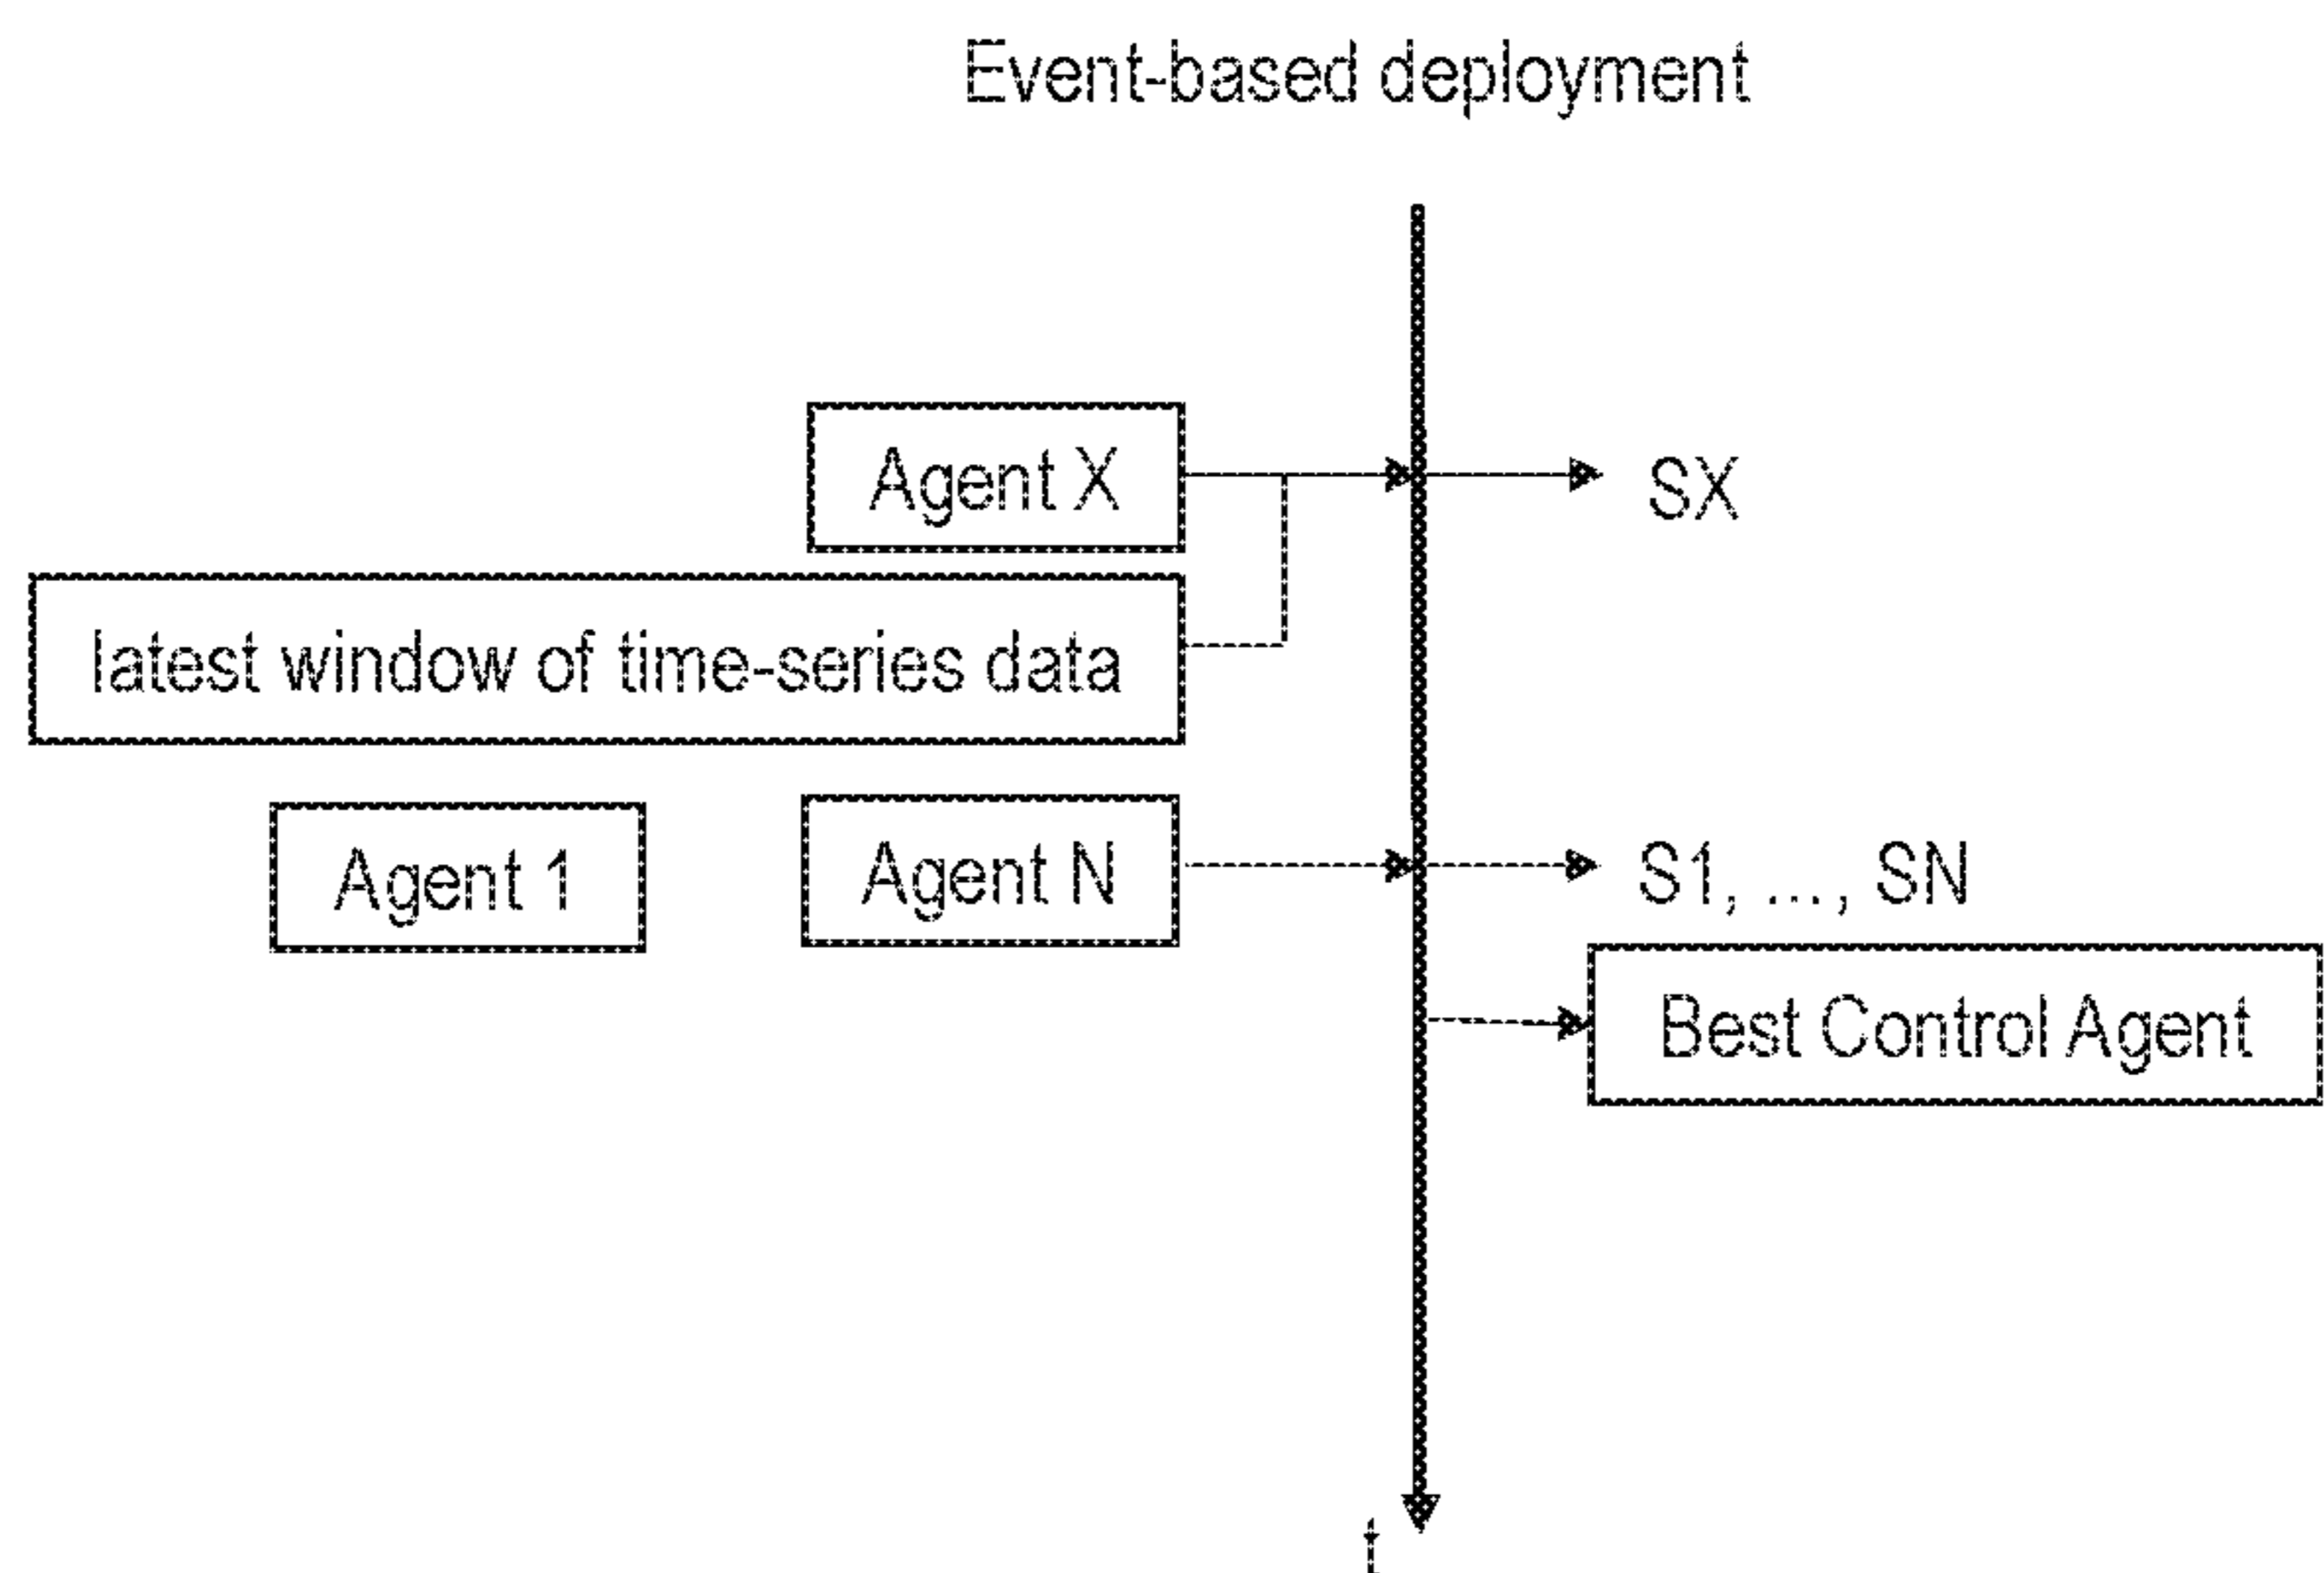 Event-based deployment
Agent X
SX
latest window of time-series data
Agent 1
Agent N
S1, ..., SN
Best Control Agent
t